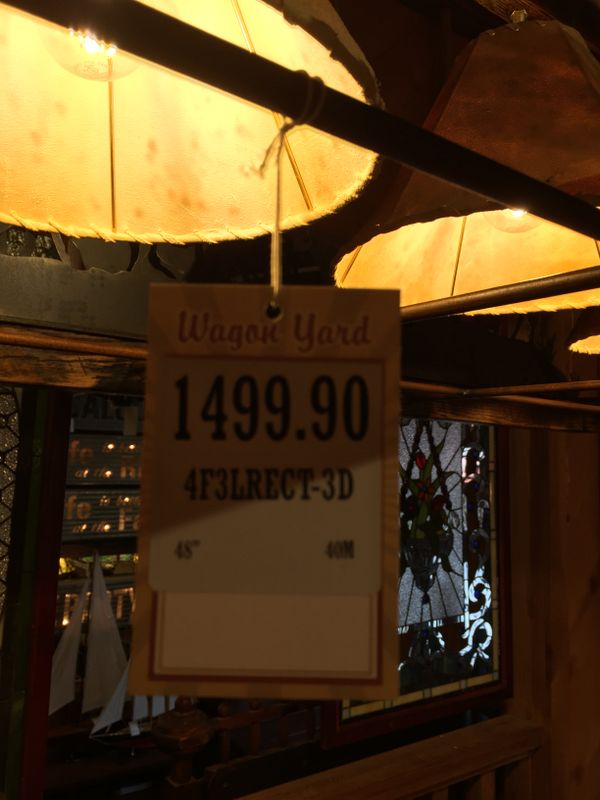 Wagon Yard
1499.90
4F3LRECT-3D
48" 40M